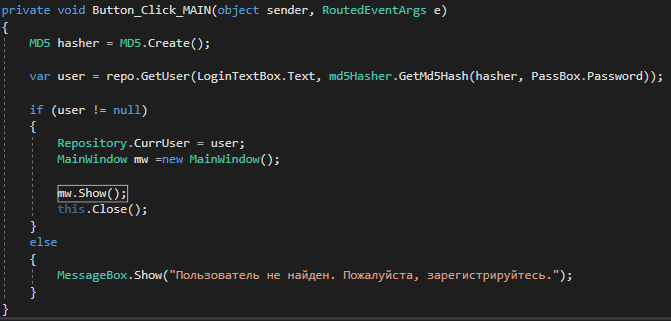 private void Button_Click_MAIN(object sender, RoutedEventArgs e)
{
MD5 hasher = MD5.Create();
var user = repo.GetUser(LoginTextBox.Text, md5Hasher.GetMd5Hash(hasher, PassBox.Password));
if (user != null)
{
Repository.CurrUser = user;
MainWindow mw =new MainWindow();
mw.Show();
this.Close();
}
else
{
MessageBox.Show("Пользователь не найден. Пожалуйста, зарегистрируйтесь.");
}
}